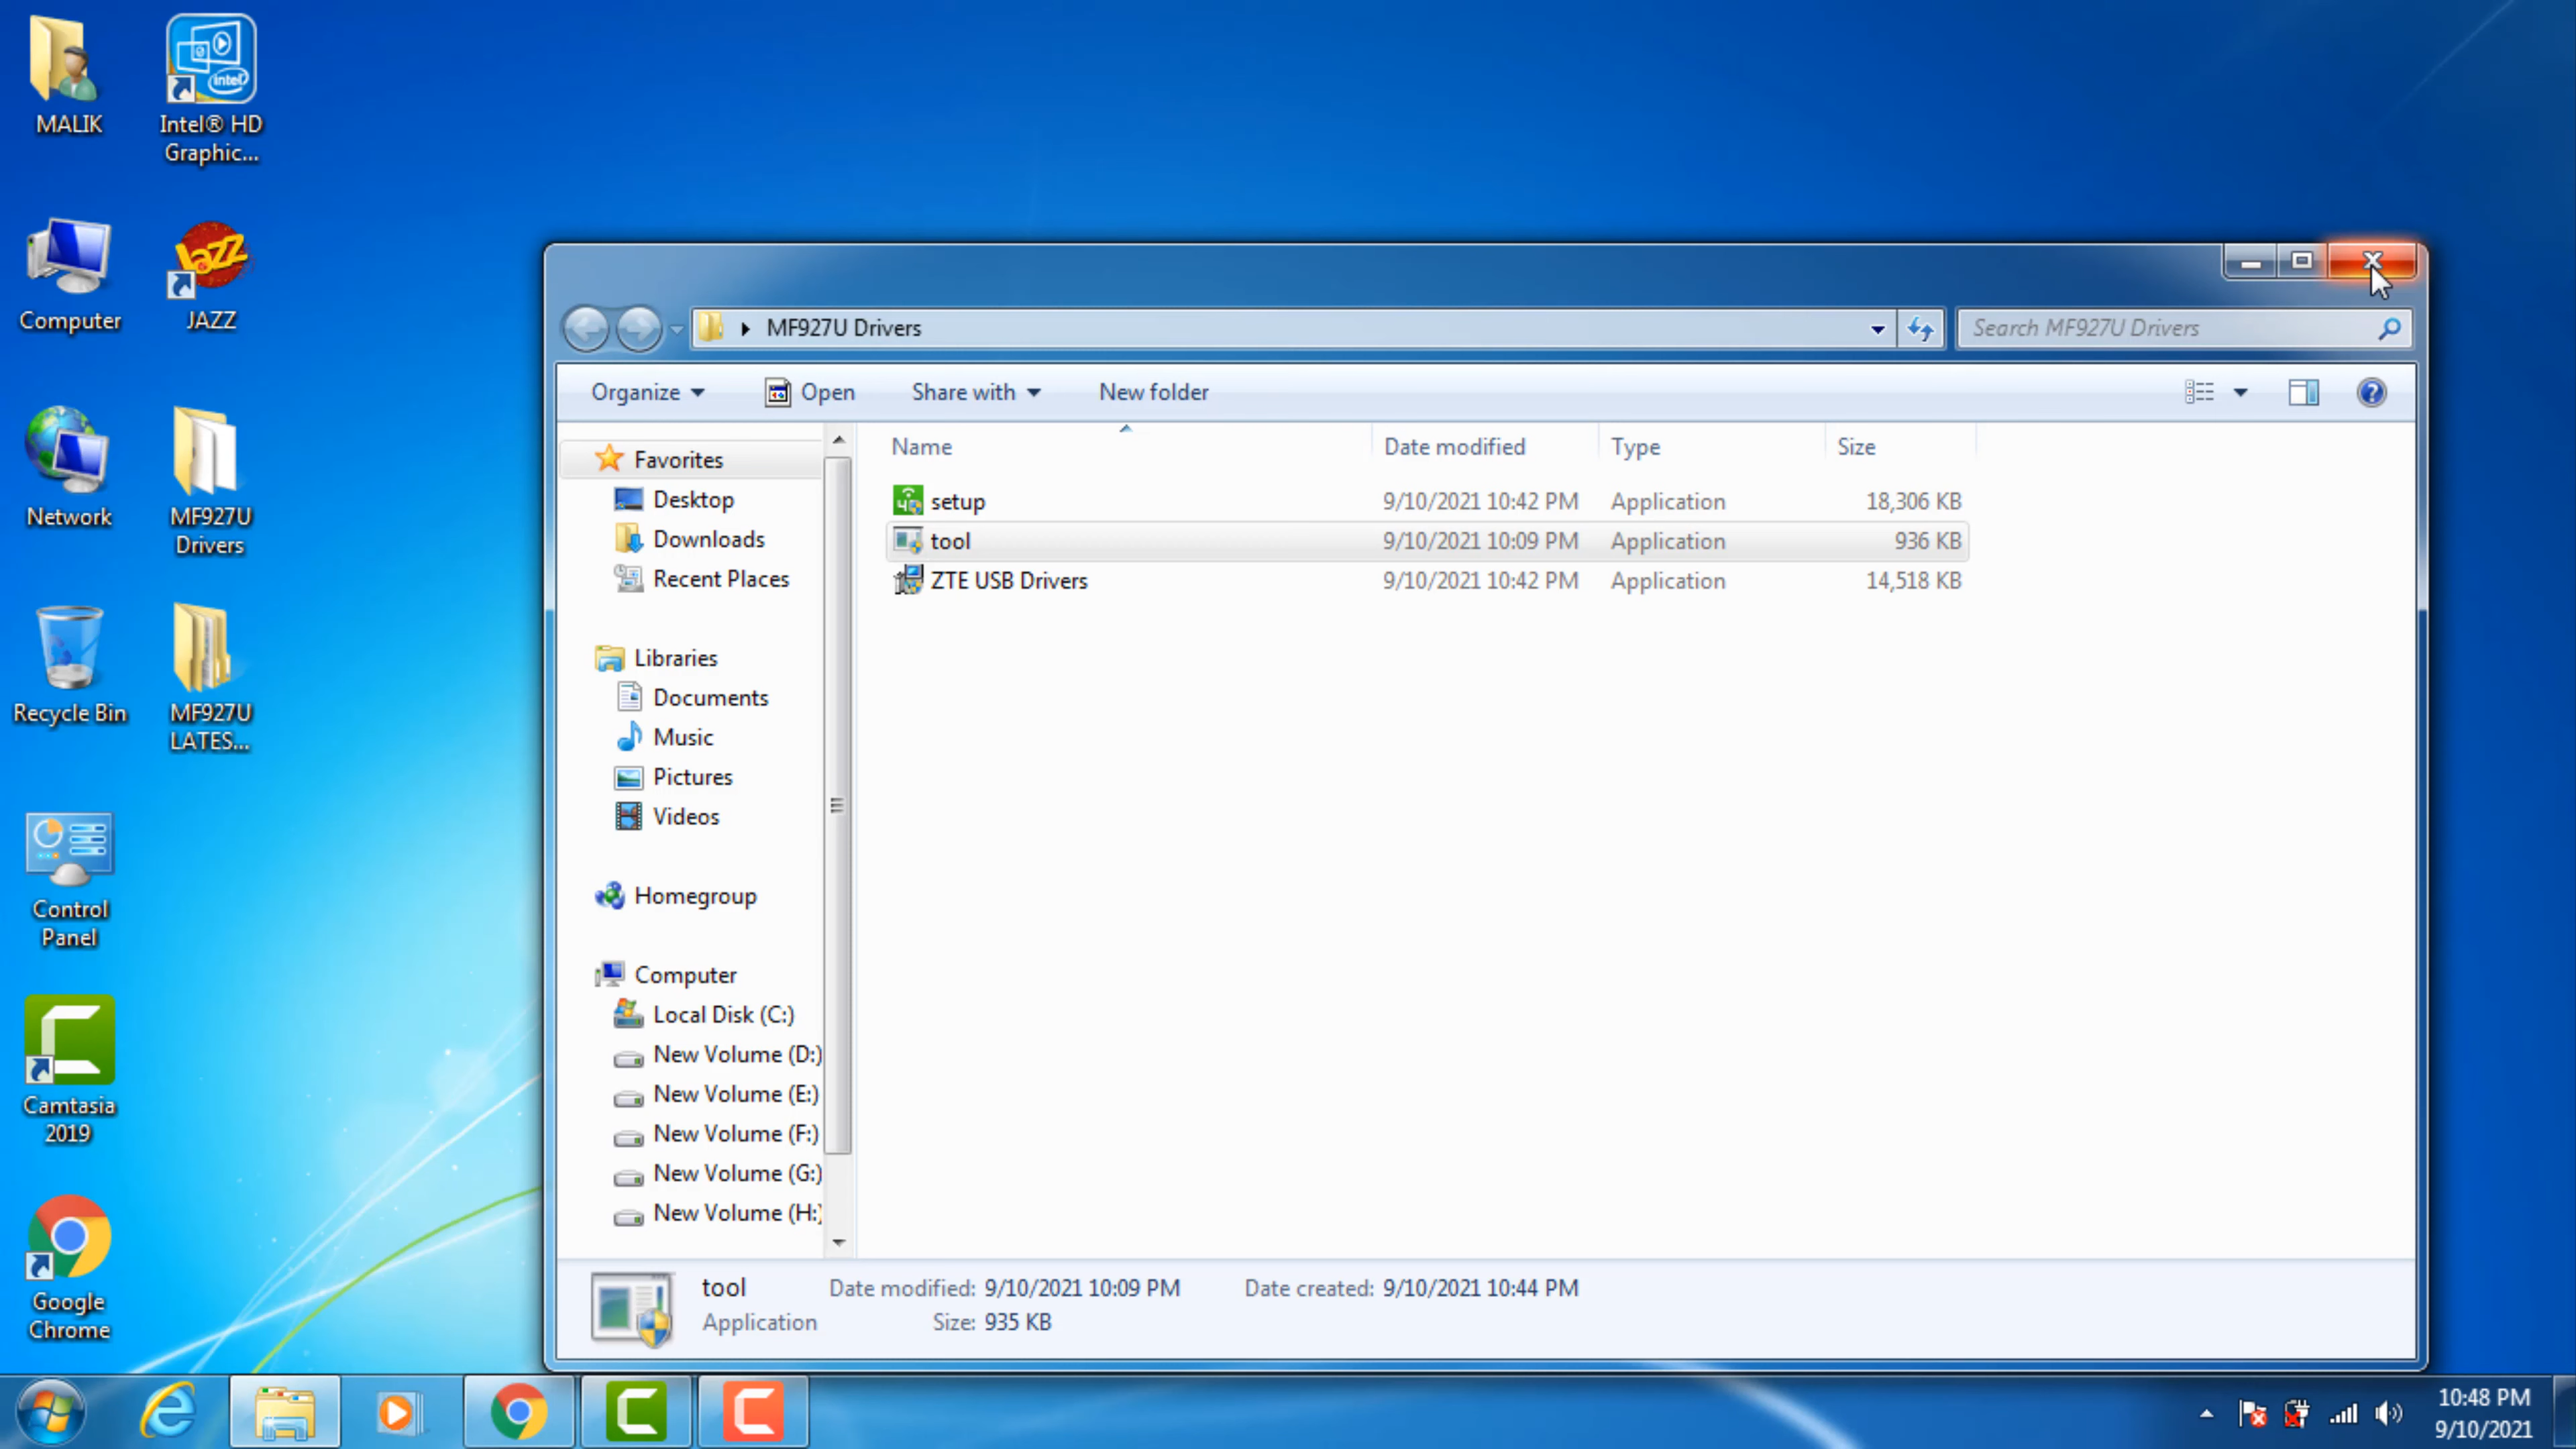 MALIK
Intel® HD
Graphic...
intel
Computer
Jazz
JAZZ
Network
MF927U
Drivers
Recycle Bin
MF927U
LATES...
Control
Panel
Camtasia
2019
Google
Chrome
MF927U Drivers
Search MF927U Drivers
Organize
Open
Share with
New folder
Name
Date modified
Type
Size
Favorites
Desktop
Downloads
Recent Places
Libraries
Documents
Music
Pictures
Videos
Homegroup
Computer
Local Disk (C:)
New Volume (D:)
New Volume (E:)
New Volume (F:)
New Volume (G:)
New Volume (H:)
setup 9/10/2021 10:42 PM Application 18,306 KB
tool 9/10/2021 10:09 PM Application 936 KB
ZTE USB Drivers 9/10/2021 10:42 PM Application 14,518 KB
tool Date modified: 9/10/2021 10:09 PM Date created: 9/10/2021 10:44 PM
Application Size: 935 KB
10:48 PM
9/10/2021